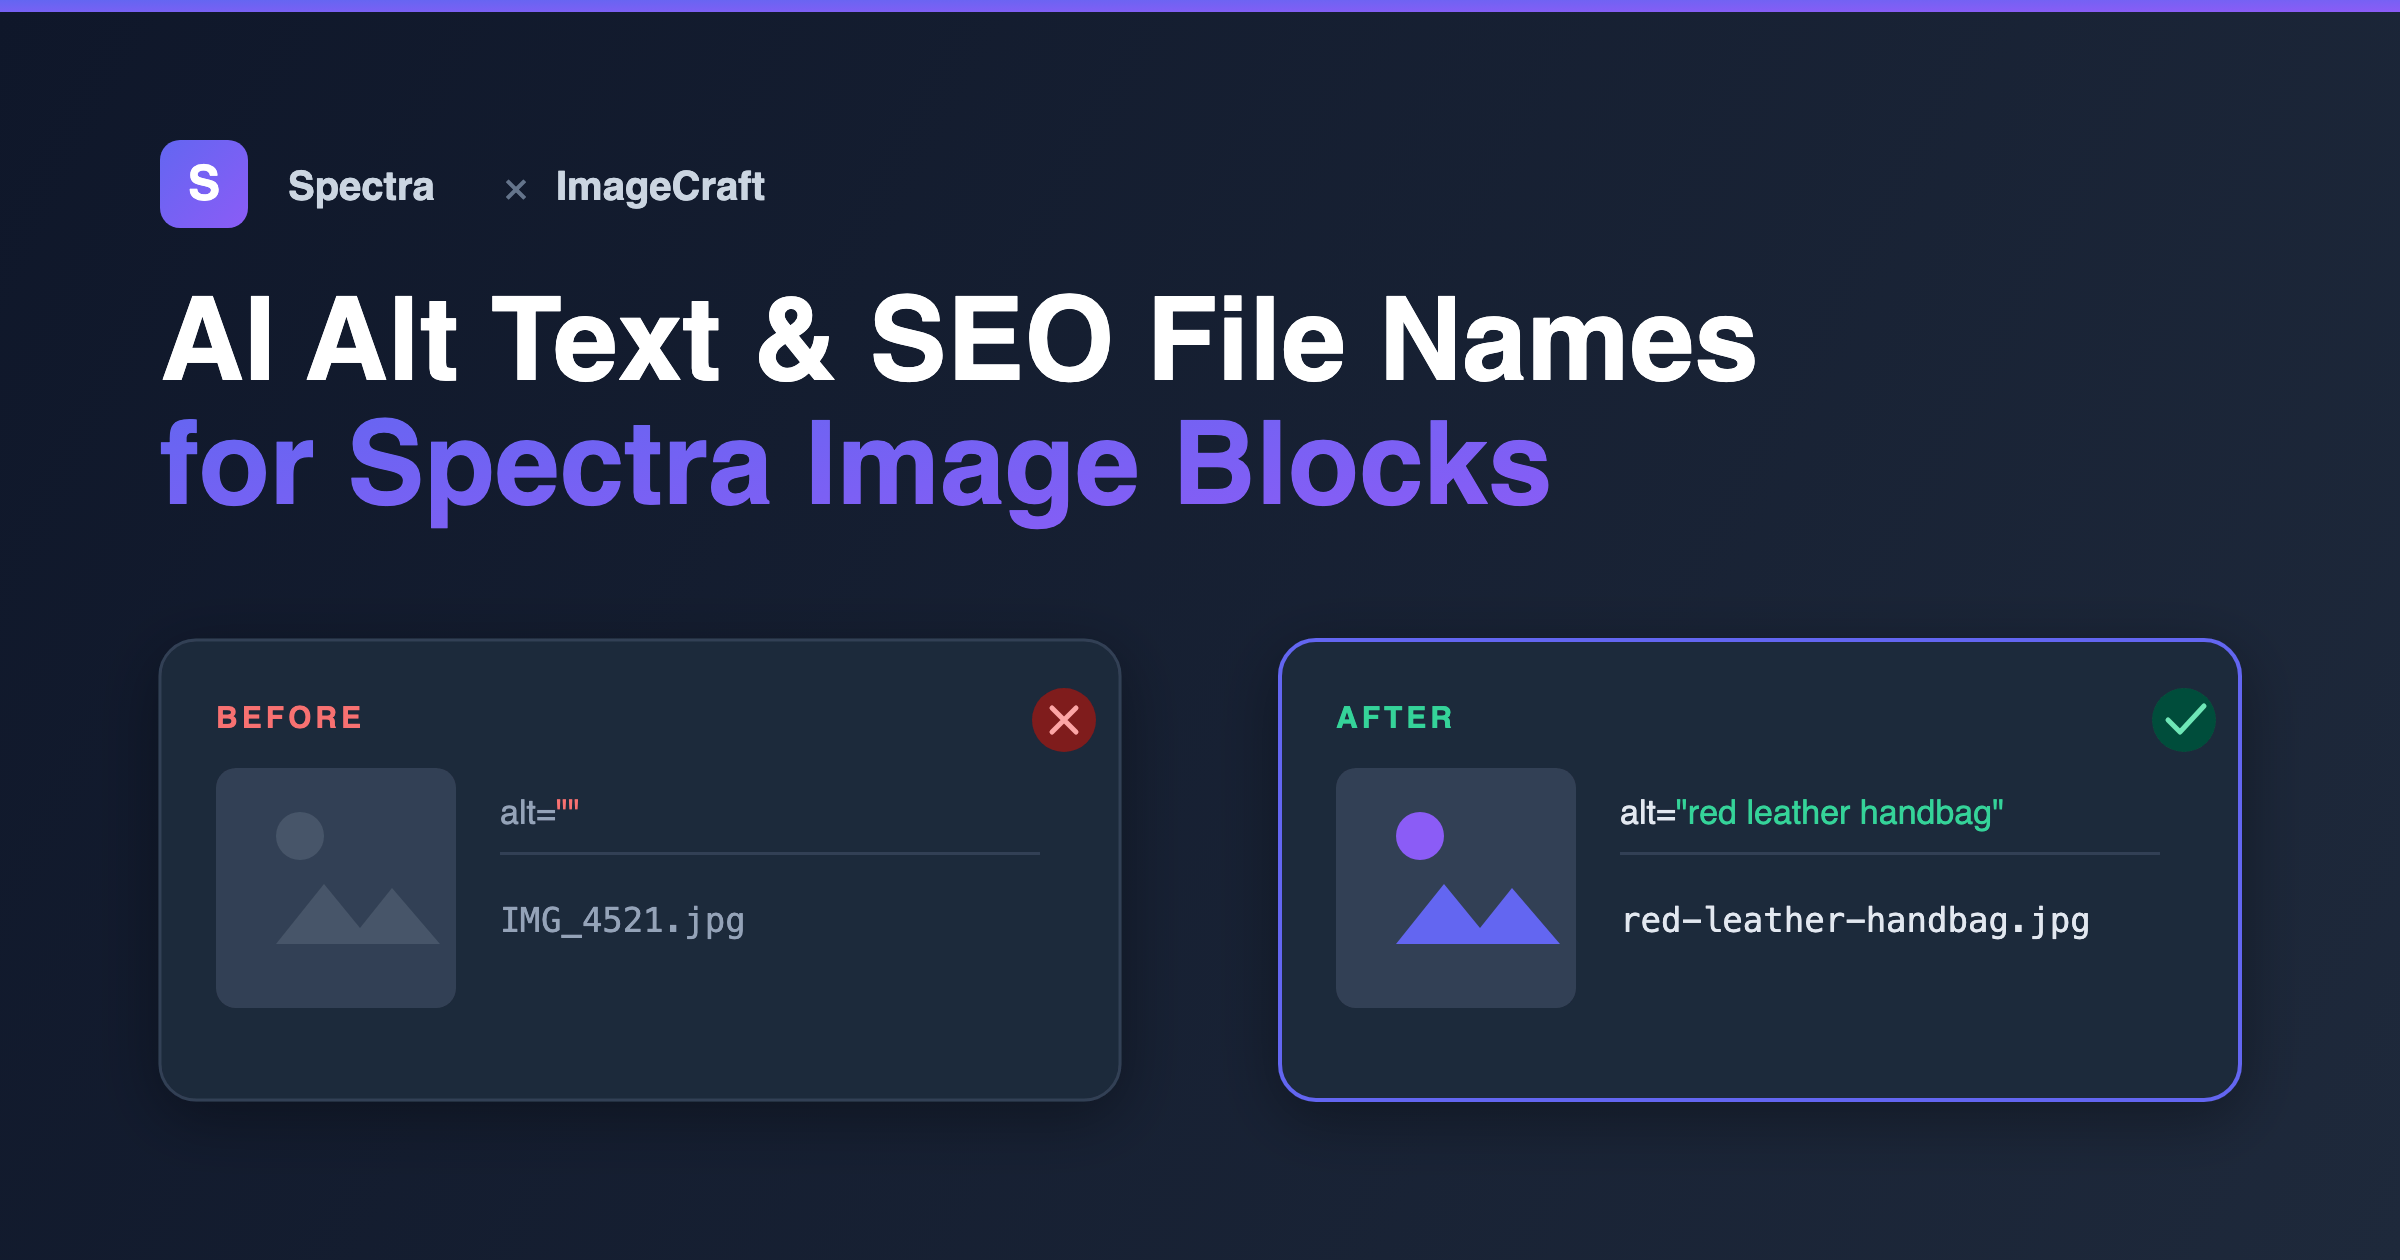 S Spectra × ImageCraft
AI Alt Text & SEO File Names
for Spectra Image Blocks
BEFORE
alt=""
IMG_4521.jpg
AFTER
alt="red leather handbag"
red-leather-handbag.jpg